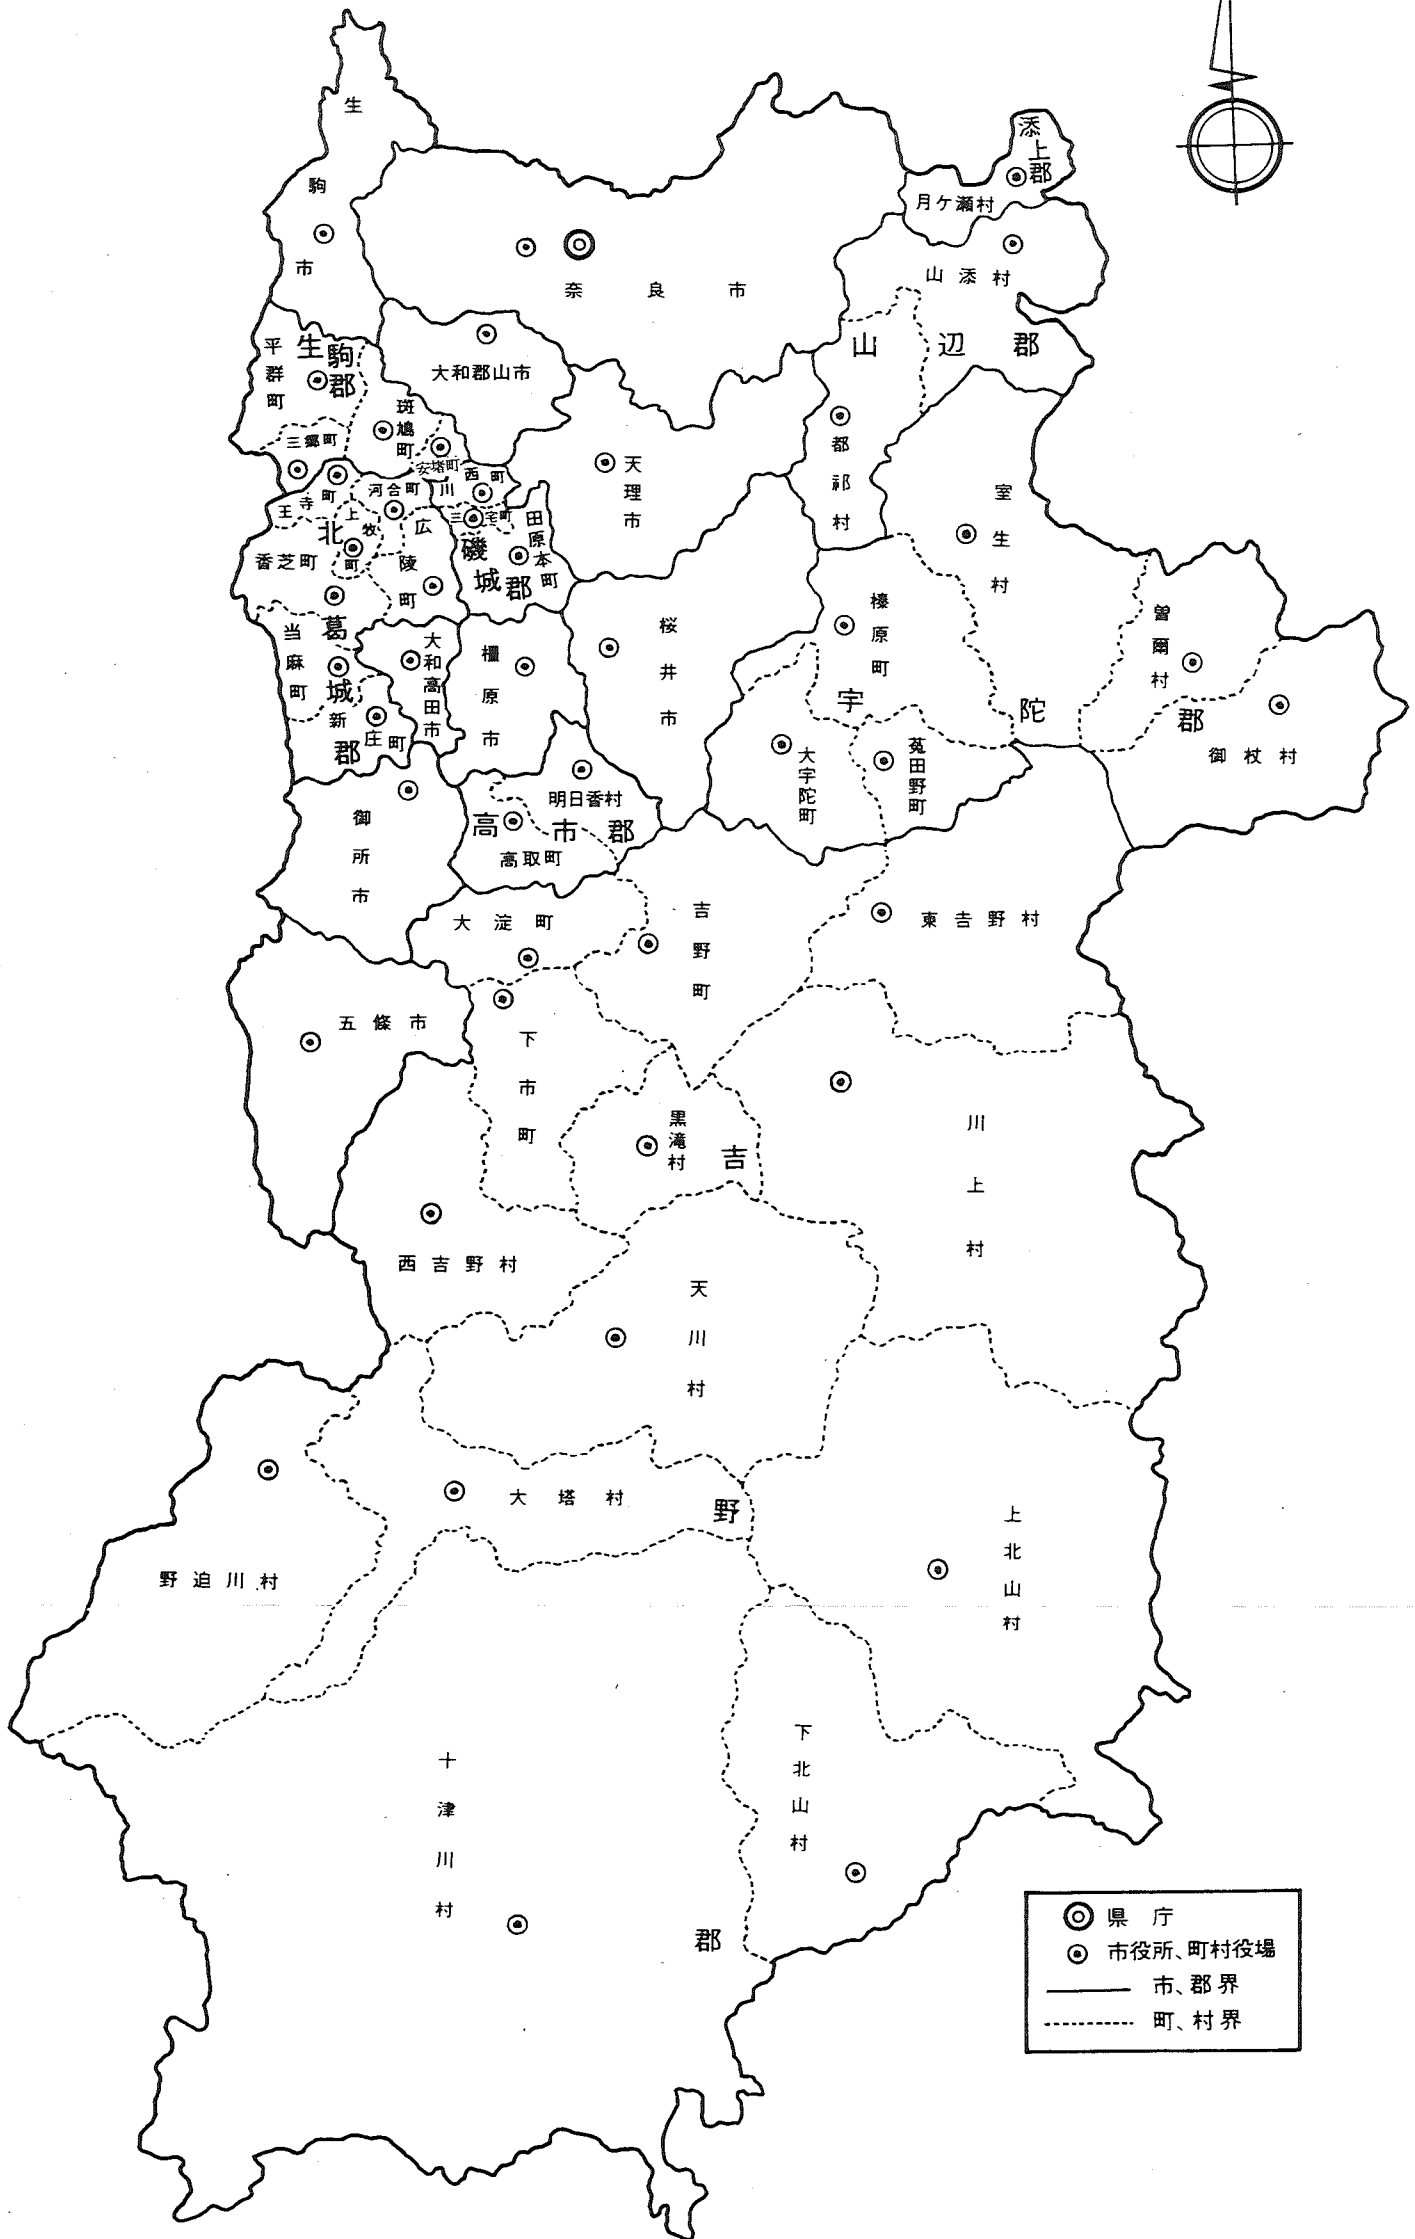 生駒市
添上郡
月ケ瀬村
奈良市
山添村
山辺郡
生駒郡
平群町
大和郡山市
斑鳩町
三郷町
安堵町
天理市
都祁村
川西町
室生村
王寺町
河合町
上牧町
三宅町
田原本町
広陵町
北葛城郡
磯城郡
香芝町
榛原町
曽爾村
当麻町
大和高田市
橿原市
桜井市
宇陀郡
新庄町
大宇陀町
菟田野町
御杖村
明日香村
御所市
高市郡
高取町
大淀町
吉野町
東吉野村
五條市
下市町
川上村
黒滝村
吉野郡
西吉野村
天川村
大塔村
上北山村
野迫川村
下北山村
十津川村
県庁
市役所、町村役場
市、郡界
町、村界